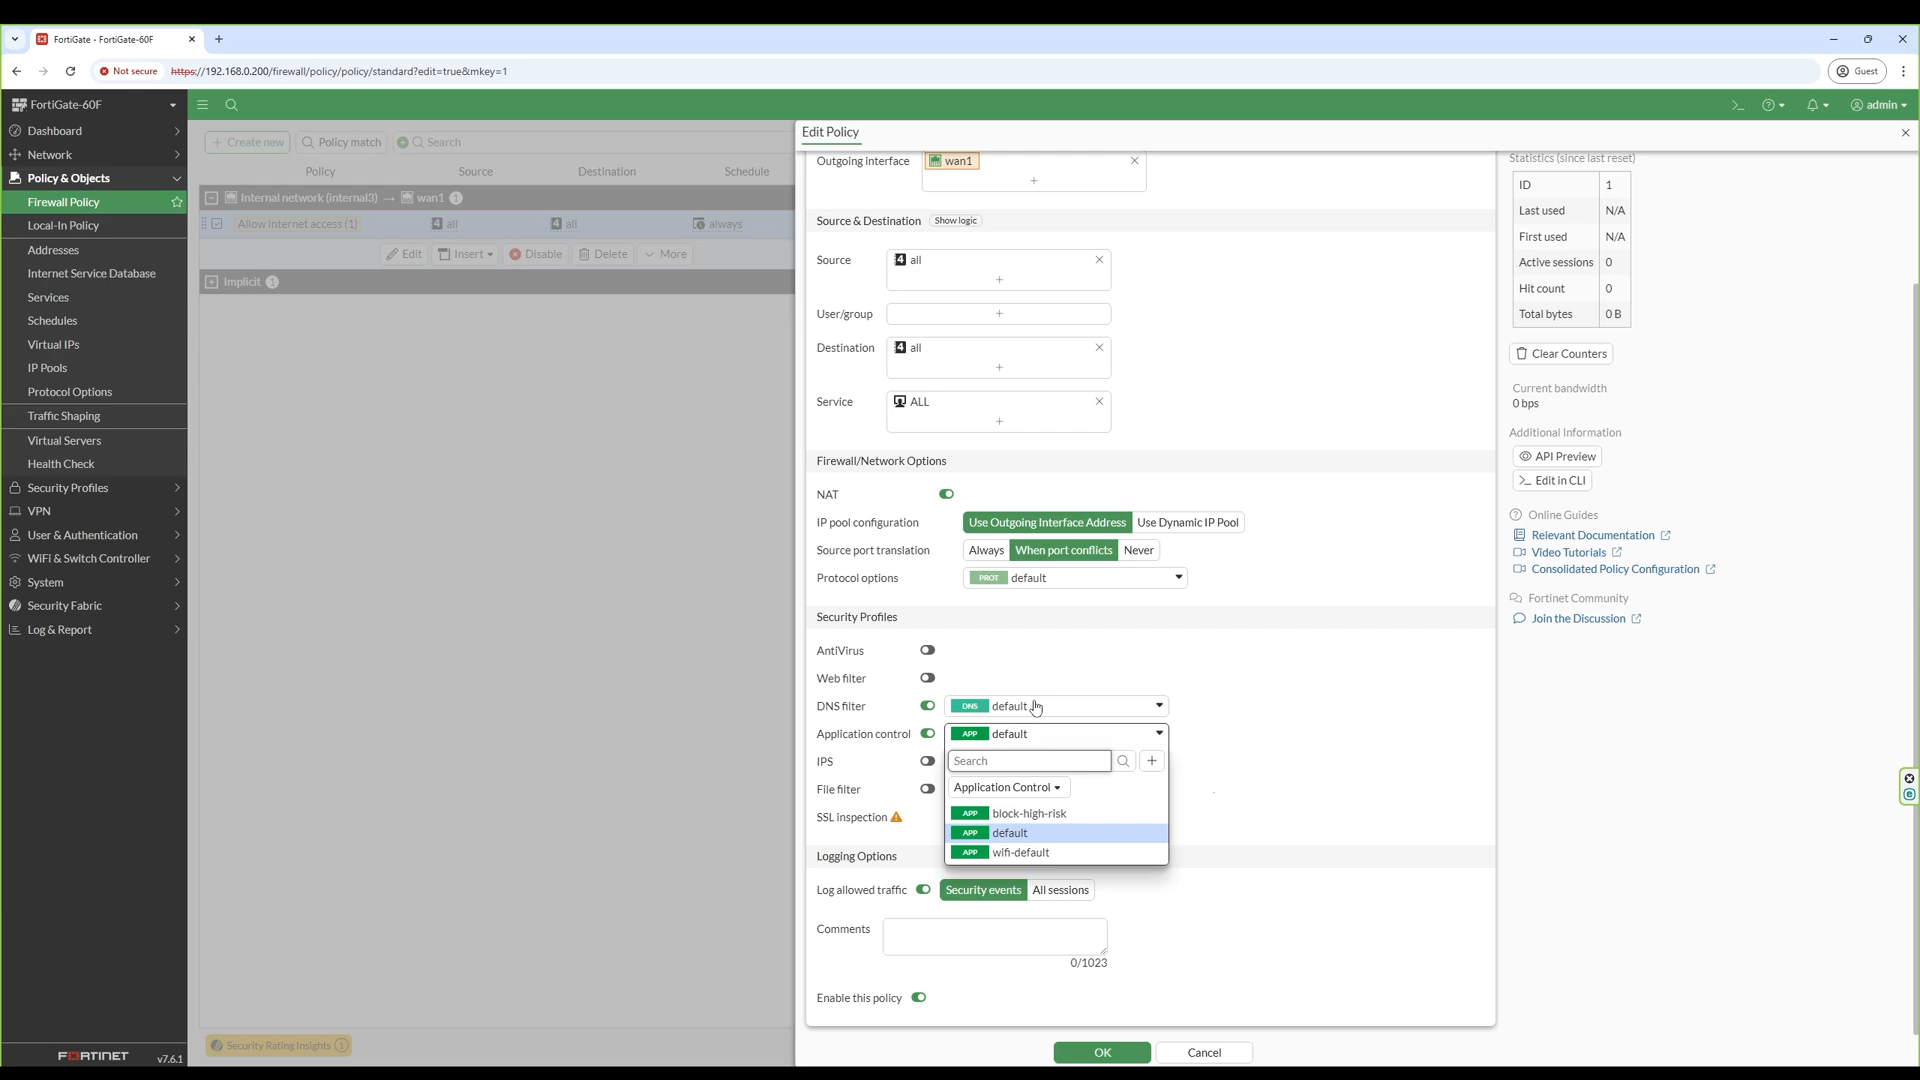 FortiGate - FortiGate-60F
Not secure https://192.168.0.200/firewall/policy/policy/standard?edit=true&mkey=1
Guest
FortiGate-60F
admin
Dashboard
Network
Policy & Objects
Firewall Policy
Local-In Policy
Addresses
Internet Service Database
Services
Schedules
Virtual IPs
IP Pools
Protocol Options
Traffic Shaping
Virtual Servers
Health Check
Security Profiles
VPN
User & Authentication
WiFi & Switch Controller
System
Security Fabric
Log & Report
FORTINET v7.6.1
Create new Policy match Search
Policy Source Destination Schedule
Internal network (internal3) → wan1 1
Allow internet access (1) 4 all 4 all always
Edit Insert Disable Delete More
Implicit 1
Security Rating Insights 1
Edit Policy
Outgoing interface wan1
Source & Destination Show logic
Source 4 all
User/group
Destination 4 all
Service ALL
Firewall/Network Options
NAT
IP pool configuration Use Outgoing Interface Address Use Dynamic IP Pool
Source port translation Always When port conflicts Never
Protocol options PROT default
Security Profiles
AntiVirus
Web filter
DNS filter DNS default
Application control APP default
IPS Search
File filter Application Control
SSL inspection APP block-high-risk
APP default
APP wifi-default
Logging Options
Log allowed traffic Security events All sessions
Comments
0/1023
Enable this policy
OK Cancel
Statistics (since last reset)
ID 1
Last used N/A
First used N/A
Active sessions 0
Hit count 0
Total bytes 0 B
Clear Counters
Current bandwidth
0 bps
Additional Information
API Preview
Edit in CLI
Online Guides
Relevant Documentation
Video Tutorials
Consolidated Policy Configuration
Fortinet Community
Join the Discussion